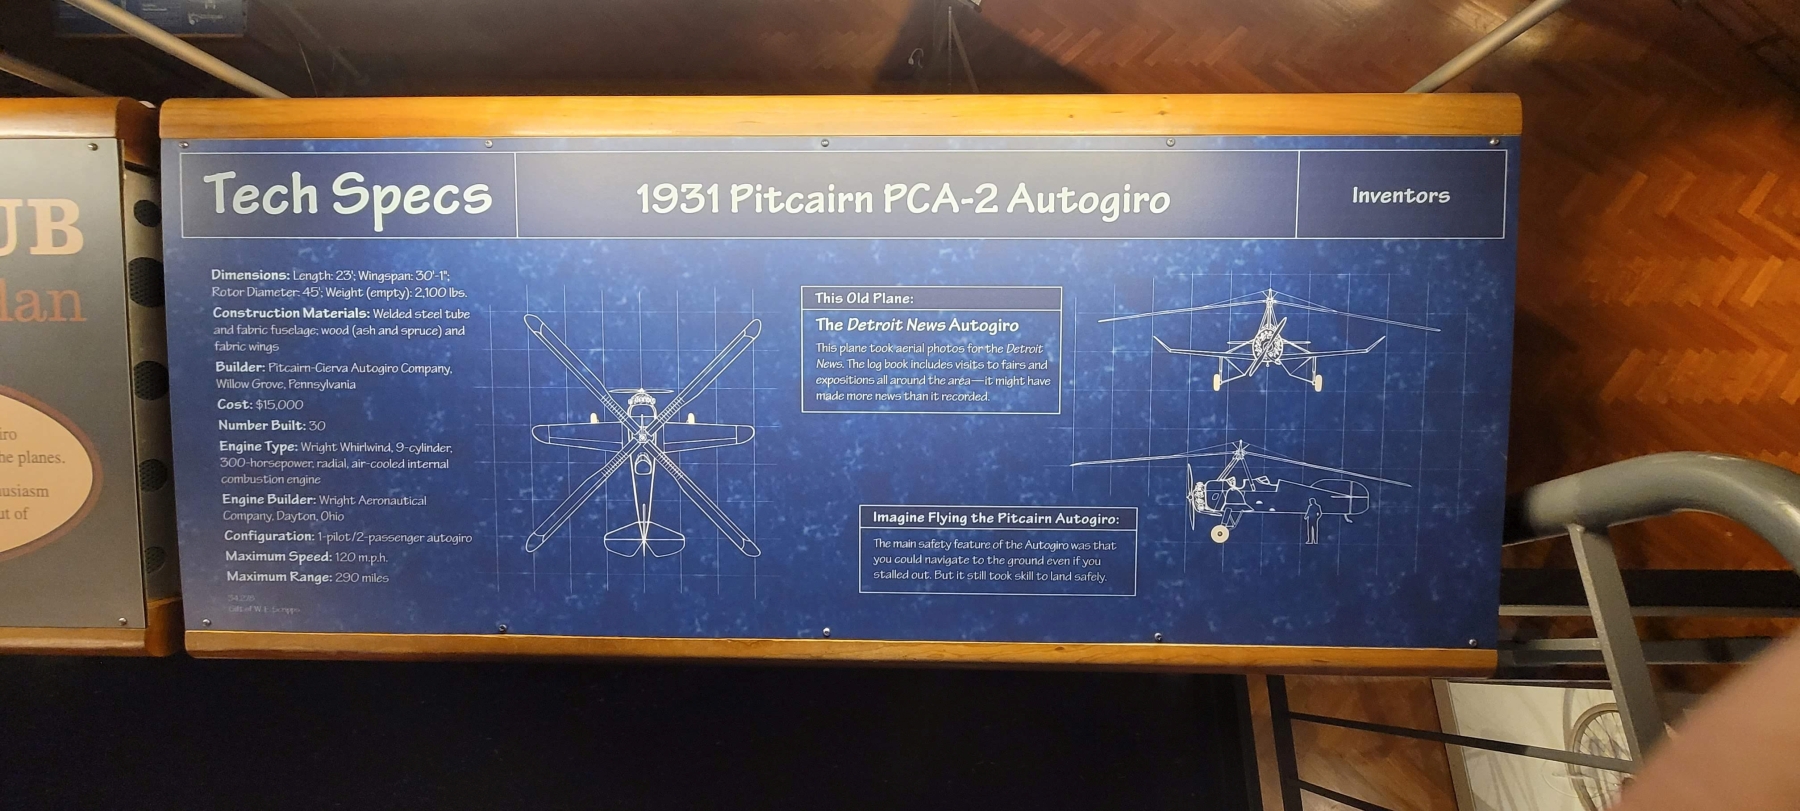 UB
lan
iro
he planes.
usiasm
ut of
Tech Specs
1931 Pitcairn PCA-2 Autogiro
Inventors
Dimensions: Length: 23'; Wingspan: 30'-1";
Rotor Diameter: 45'; Weight (empty): 2,100 lbs.
Construction Materials: Welded steel tube
and fabric fuselage; wood (ash and spruce) and
fabric wings
Builder: Pitcairn-Cierva Autogiro Company,
Willow Grove, Pennsylvania
Cost: $15,000
Number Built: 30
Engine Type: Wright Whirlwind, 9-cylinder,
300-horsepower, radial, air-cooled internal
combustion engine
Engine Builder: Wright Aeronautical
Company, Dayton, Ohio
Configuration: 1-pilot/2-passenger autogiro
Maximum Speed: 120 m.p.h.
Maximum Range: 290 miles
Gift of W.E. Scripps
This Old Plane:
The Detroit News Autogiro
This plane took aerial photos for the Detroit
News. The log book includes visits to fairs and
expositions all around the area—it might have
made more news than it recorded.
Imagine Flying the Pitcairn Autogiro:
The main safety feature of the Autogiro was that
you could navigate to the ground even if you
stalled out. But it still took skill to land safely.